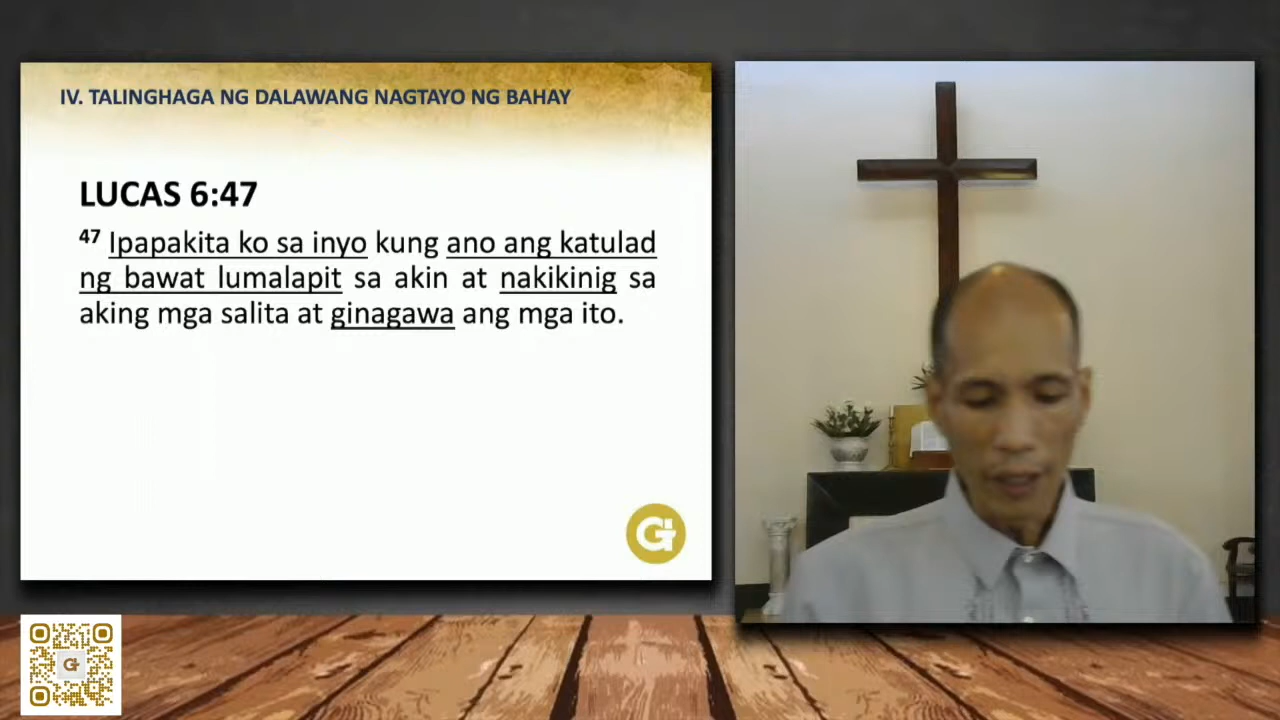 IV. TALINGHAGA NG DALAWANG NAGTAYO NG BAHAY
LUCAS 6:47
47 Ipapakita ko sa inyo kung ano ang katulad
ng bawat lumalapit sa akin at nakikinig sa
aking mga salita at ginagawa ang mga ito.